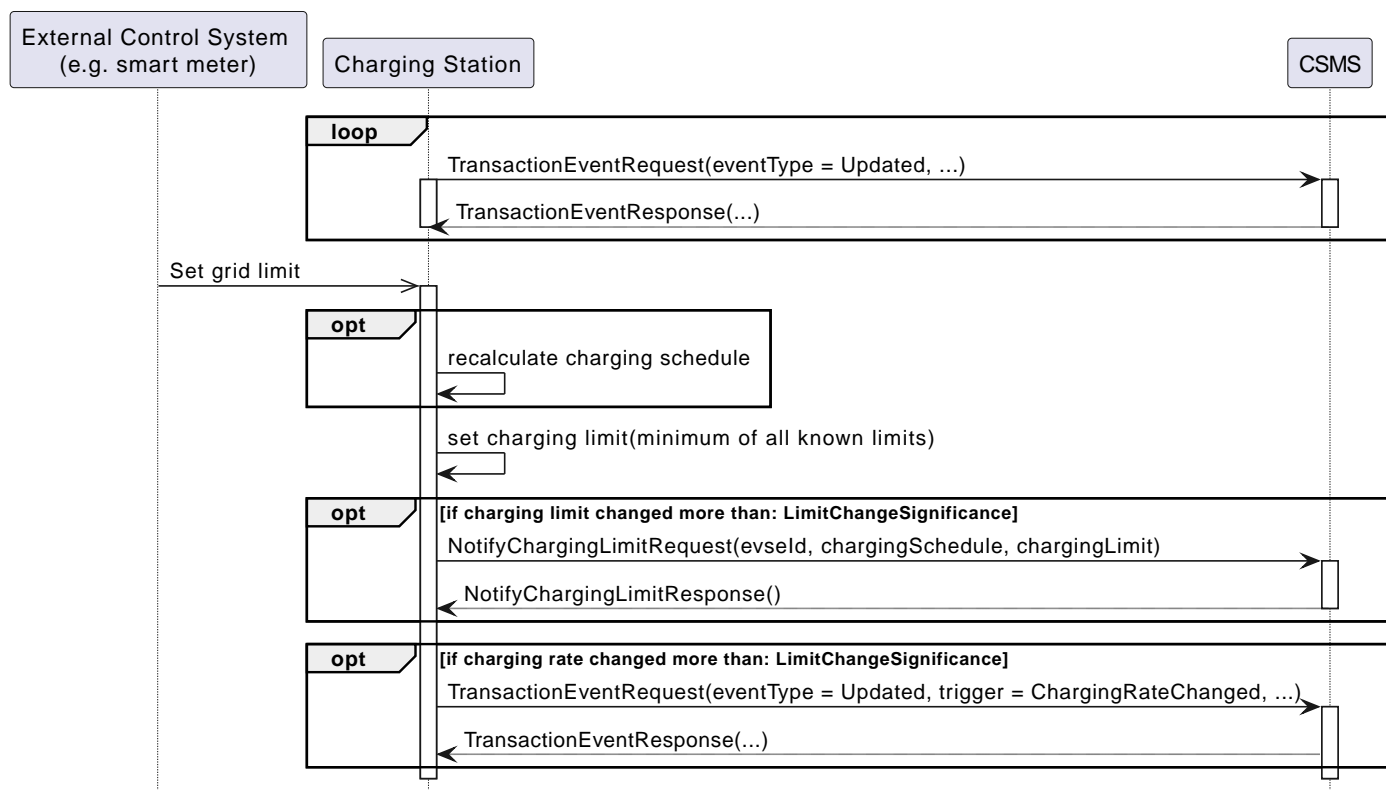 External Control System
(e.g. smart meter)
Charging Station
CSMS
loop
TransactionEventRequest(eventType = Updated, ...)
TransactionEventResponse(...)
Set grid limit
opt
recalculate charging schedule
set charging limit(minimum of all known limits)
opt
[if charging limit changed more than: LimitChangeSignificance]
NotifyChargingLimitRequest(evseId, chargingSchedule, chargingLimit)
NotifyChargingLimitResponse()
opt
[if charging rate changed more than: LimitChangeSignificance]
TransactionEventRequest(eventType = Updated, trigger = ChargingRateChanged, ...)
TransactionEventResponse(...)